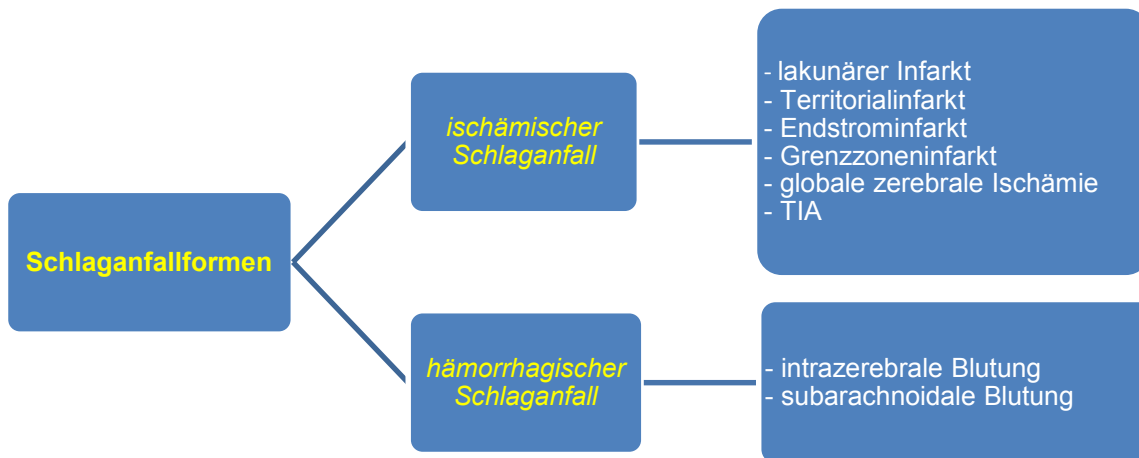 Schlaganfallformen
ischämischer
Schlaganfall
- lakunärer Infarkt
- Territorialinfarkt
- Endstrominfarkt
- Grenzzoneninfarkt
- globale zerebrale Ischämie
- TIA
hämorrhagischer
Schlaganfall
- intrazerebrale Blutung
- subarachnoidale Blutung